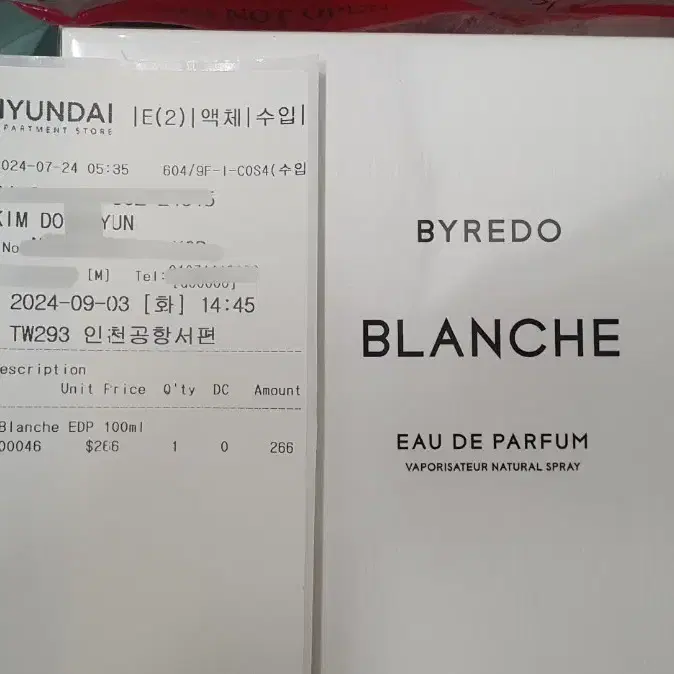 HYUNDAI |E(2)|액체|수입|
PARTMENT STORE
024-07-24 05:35 604/9F-I-COS4(수입
KIM DO YUN
No
[M] Tel:
2024-09-03 [화] 14:45
TW293 인천공항서편
escription
Unit Price Q'ty DC Amount
Blanche EDP 100ml
00046 $266 1 0 266
BYREDO
BLANCHE
EAU DE PARFUM
VAPORISATEUR NATURAL SPRAY